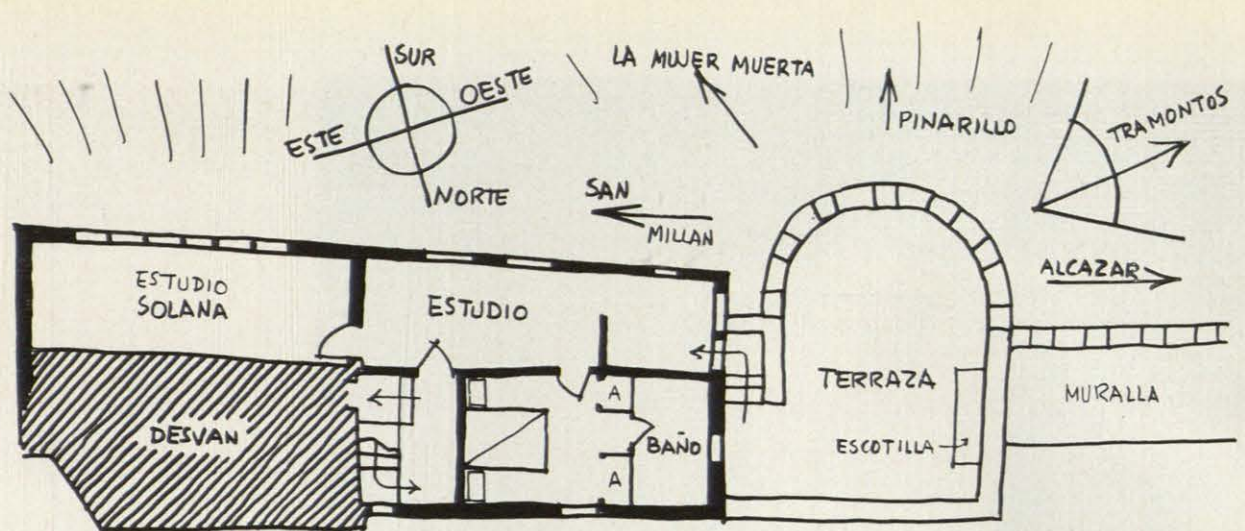 SUR
OESTE
ESTE
NORTE
LA MUJER MUERTA
PINARILLO
TRAMONTOS
SAN
MILLAN
ALCAZAR
ESTUDIO
SOLANA
ESTUDIO
TERRAZA
MURALLA
DESVAN
A
BAÑO
ESCOTILLA
A